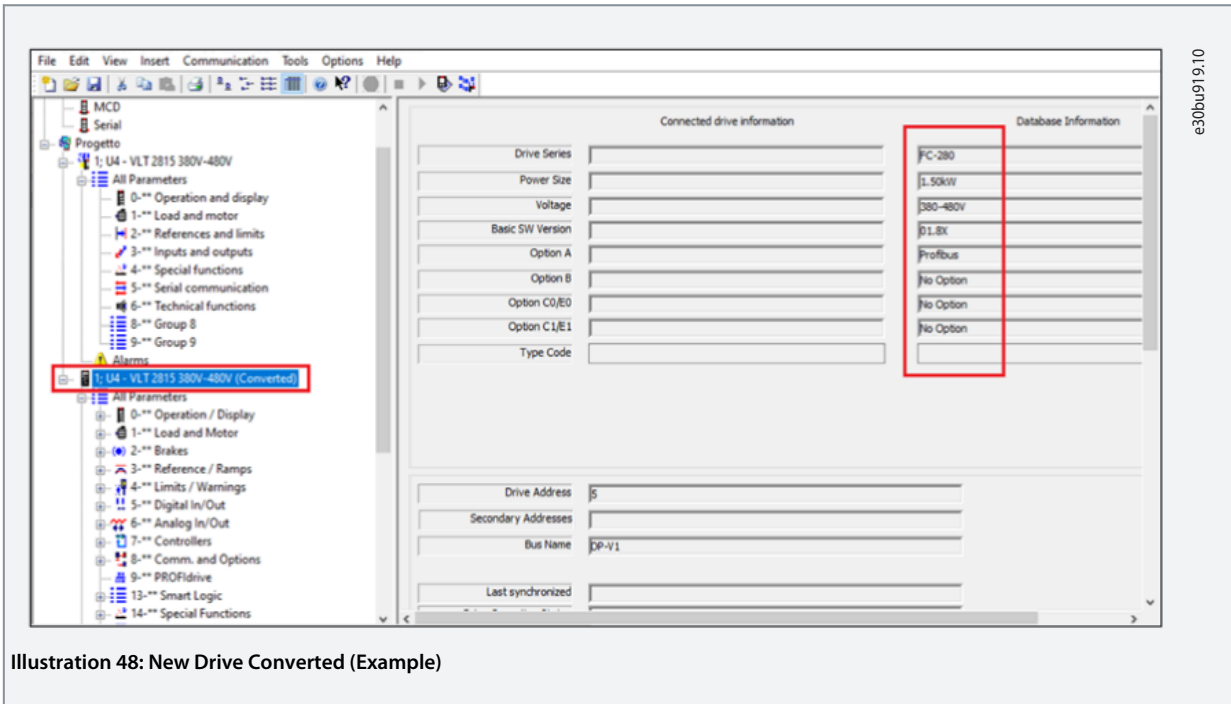 e30bu919.10
File Edit View Insert Communication Tools Options Help
MCD
Serial
Progetto
1; U4 - VLT 2815 380V-480V
All Parameters
0-** Operation and display
1-** Load and motor
2-** References and limits
3-** Inputs and outputs
4-** Special functions
5-** Serial communication
6-** Technical functions
8-** Group 8
9-** Group 9
Alarms
1; U4 - VLT 2815 380V-480V (Converted)
All Parameters
0-** Operation / Display
1-** Load and Motor
2-** Brakes
3-** Reference / Ramps
4-** Limits / Warnings
5-** Digital In/Out
6-** Analog In/Out
7-** Controllers
8-** Comm. and Options
9-** PROFIdrive
13-** Smart Logic
14-** Special Functions
Connected drive information Database Information
Drive Series FC-280
Power Size 1.50kW
Voltage 380-480V
Basic SW Version 01.8X
Option A Profibus
Option B No Option
Option C0/E0 No Option
Option C1/E1 No Option
Type Code
Drive Address 5
Secondary Addresses
Bus Name DP-V1
Last synchronized
Illustration 48: New Drive Converted (Example)